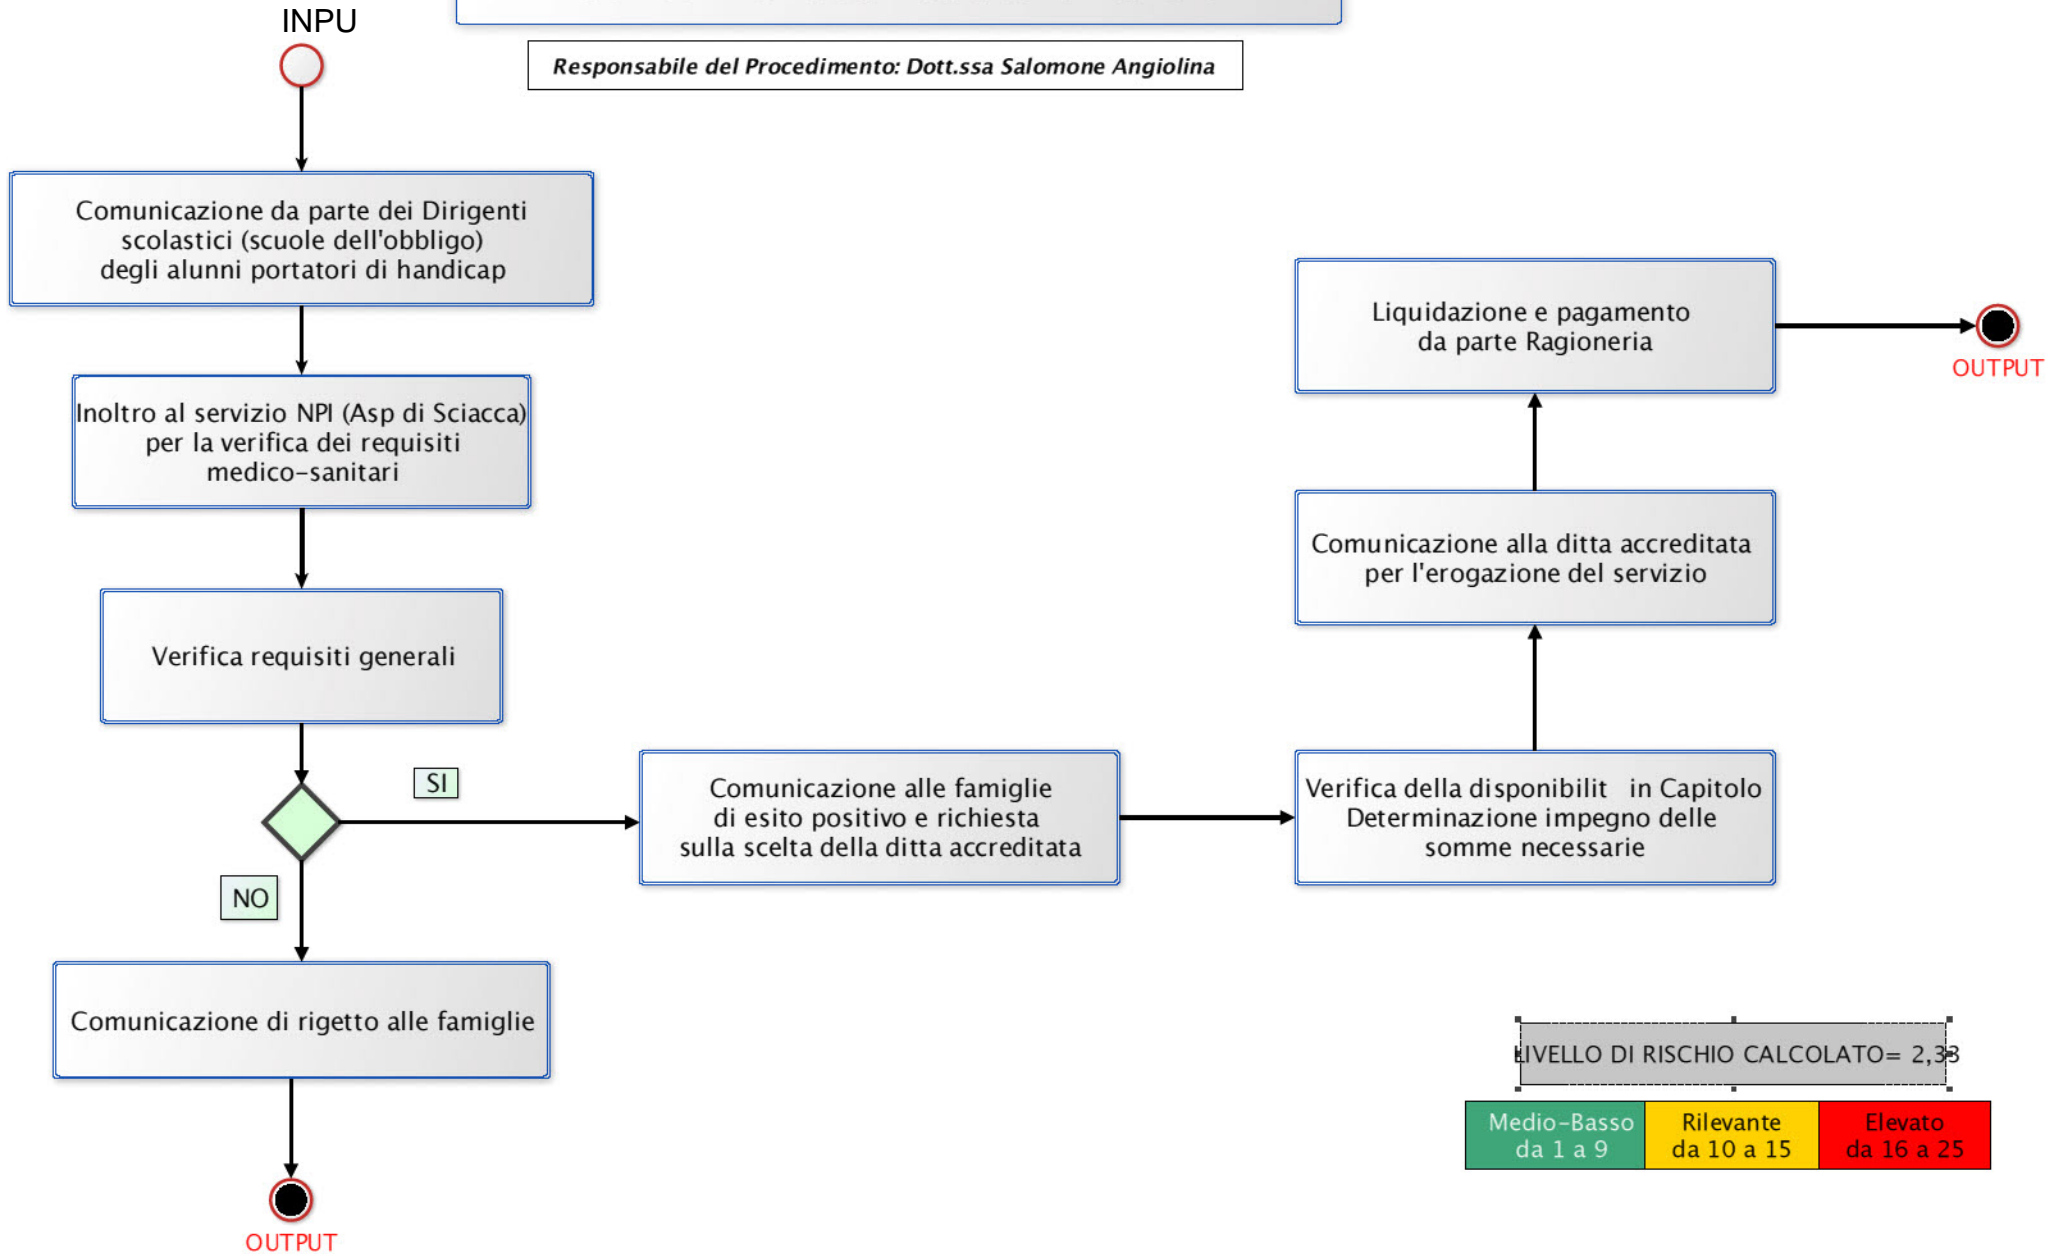 INPU
Responsabile del Procedimento: Dott.ssa Salomone Angiolina
Comunicazione da parte dei Dirigenti
scolastici (scuole dell'obbligo)
degli alunni portatori di handicap
Inoltro al servizio NPI (Asp di Sciacca)
per la verifica dei requisiti
medico-sanitari
Verifica requisiti generali
SI
NO
Comunicazione di rigetto alle famiglie
OUTPUT
Comunicazione alle famiglie
di esito positivo e richiesta
sulla scelta della ditta accreditata
Verifica della disponibilit in Capitolo
Determinazione impegno delle
somme necessarie
Comunicazione alla ditta accreditata
per l'erogazione del servizio
Liquidazione e pagamento
da parte Ragioneria
OUTPUT
LIVELLO DI RISCHIO CALCOLATO= 2,33
Medio-Basso
da 1 a 9
Rilevante
da 10 a 15
Elevato
da 16 a 25